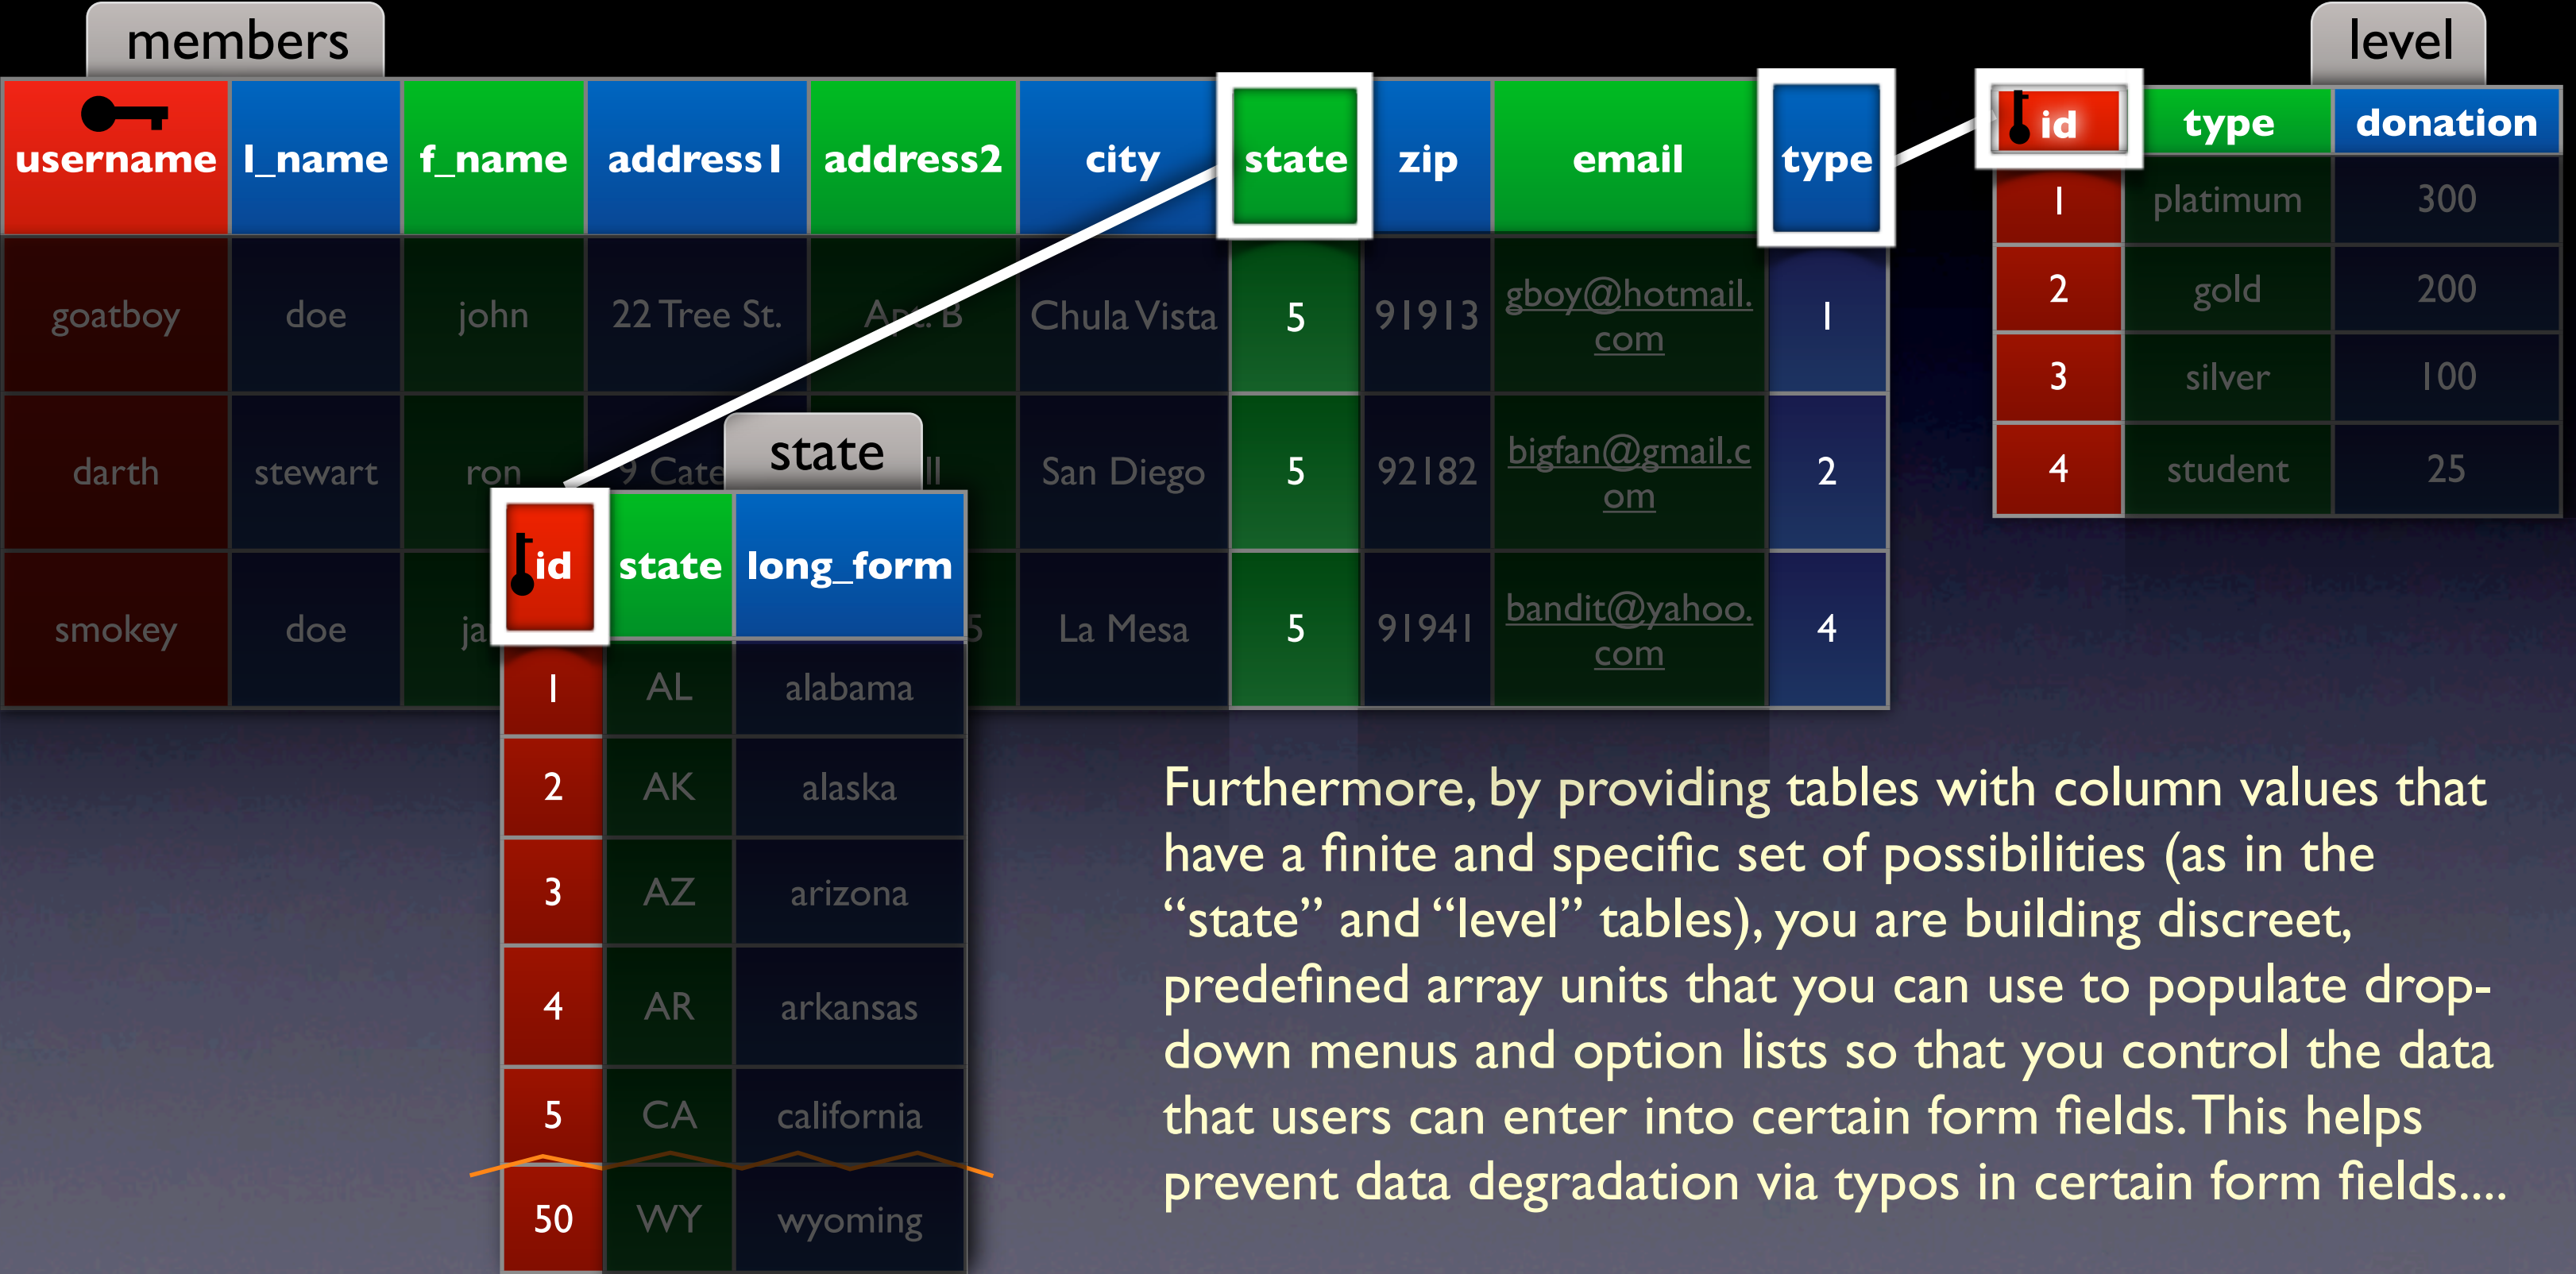 members
username l_name f_name address1 address2 city state zip email type
goatboy doe john 22 Tree St. Apt. B Chula Vista 5 91913 gboy@hotmail.
com 1
darth stewart ron 9 Cate San Diego 5 92182 bigfan@gmail.c
om 2
smokey doe ja 5 La Mesa 5 91941 bandit@yahoo.
com 4
level
id type donation
1 platimum 300
2 gold 200
3 silver 100
4 student 25
state
id state long_form
1 AL alabama
2 AK alaska
3 AZ arizona
4 AR arkansas
5 CA california
50 WY wyoming
Furthermore, by providing tables with column values that
have a finite and specific set of possibilities (as in the
“state” and “level” tables), you are building discreet,
predefined array units that you can use to populate drop-
down menus and option lists so that you control the data
that users can enter into certain form fields. This helps
prevent data degradation via typos in certain form fields....